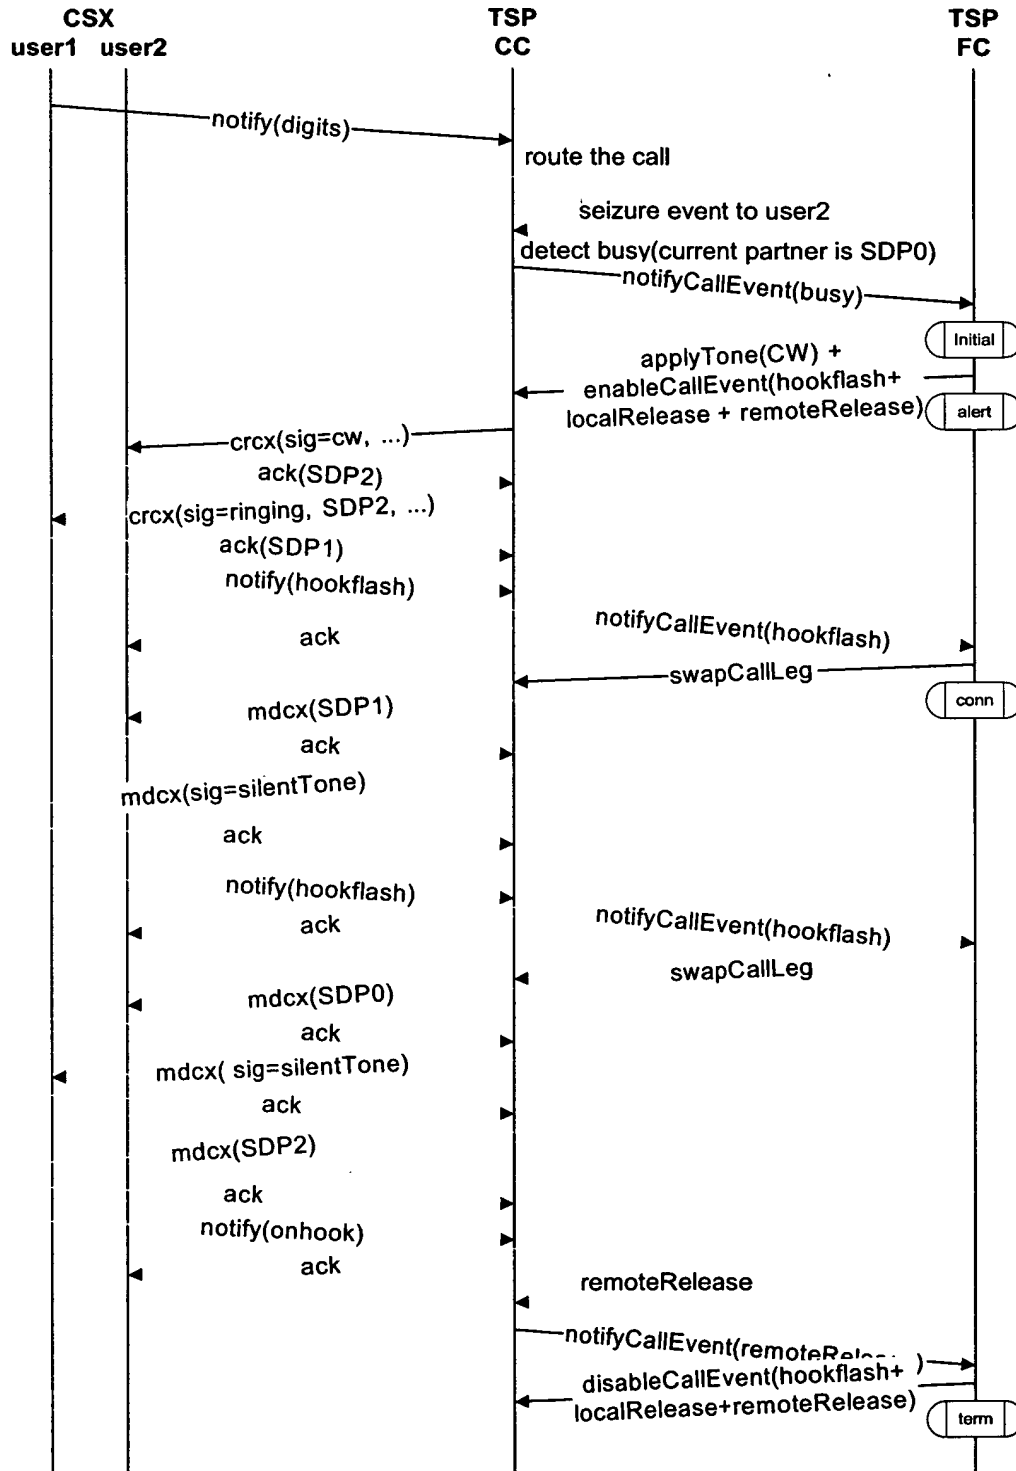 CSX
TSP
TSP
user1 user2
CC
FC
notify(digits)
route the call
seizure event to user2
detect busy(current partner is SDP0)
notifyCallEvent(busy)
Initial
applyTone(CW) +
enableCallEvent(hookflash+
localRelease + remoteRelease)
alert
crcx(sig=cw, ...)
ack(SDP2)
crcx(sig=ringing, SDP2, ...)
ack(SDP1)
notify(hookflash)
notifyCallEvent(hookflash)
ack
swapCallLeg
conn
mdcx(SDP1)
ack
mdcx(sig=silentTone)
ack
notify(hookflash)
notifyCallEvent(hookflash)
ack
swapCallLeg
mdcx(SDP0)
ack
mdcx( sig=silentTone)
ack
mdcx(SDP2)
ack
notify(onhook)
ack
remoteRelease
notifyCallEvent( )
disableCallEvent(hookflash+
localRelease+remoteRelease)
term